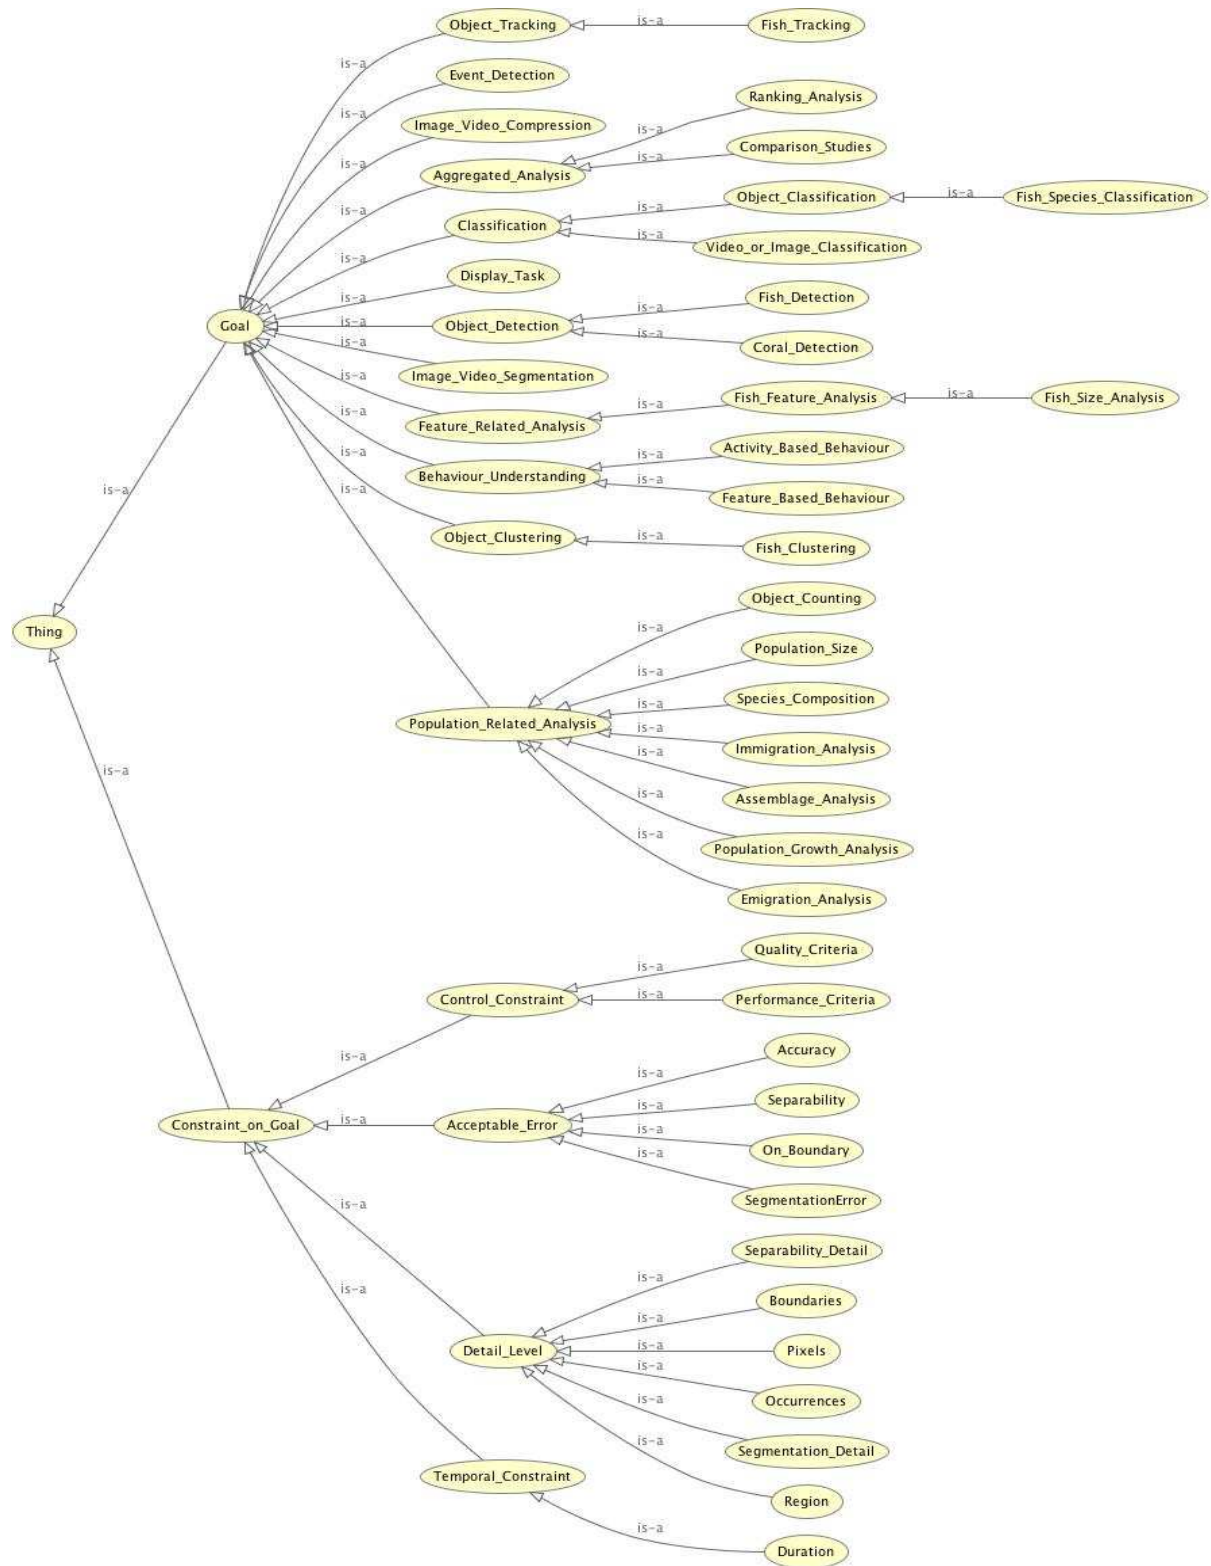 Object_Tracking is-a Fish_Tracking
is-a
Event_Detection
Ranking_Analysis
is-a
Image_Video_Compression
is-a
Comparison_Studies
is-a
is-a
Aggregated_Analysis
Object_Classification is-a Fish_Species_Classification
is-a
is-a
Classification
is-a
Video_or_Image_Classification
is-a
Display_Task
is-a
Fish_Detection
is-a
Goal is-a Object_Detection
is-a
is-a
Coral_Detection
Image_Video_Segmentation
is-a
Fish_Feature_Analysis is-a Fish_Size_Analysis
is-a
Feature_Related_Analysis
is-a
Activity_Based_Behaviour
is-a
is-a
Behaviour_Understanding
is-a
Feature_Based_Behaviour
is-a
is-a
Object_Clustering
is-a
Fish_Clustering
Object_Counting
is-a
Thing
Population_Size
is-a
Species_Composition
is-a
Population_Related_Analysis
is-a
Immigration_Analysis
is-a
is-a
Assemblage_Analysis
is-a
is-a
Population_Growth_Analysis
Emigration_Analysis
Quality_Criteria
is-a
Control_Constraint is-a Performance_Criteria
is-a
Accuracy
is-a
Separability
is-a
Constraint_on_Goal is-a Acceptable_Error
is-a
On_Boundary
is-a
SegmentationError
is-a
Separability_Detail
is-a
is-a
Boundaries
is-a
Detail_Level is-a Pixels
is-a
Occurrences
is-a
is-a
Segmentation_Detail
Temporal_Constraint
Region
is-a
Duration